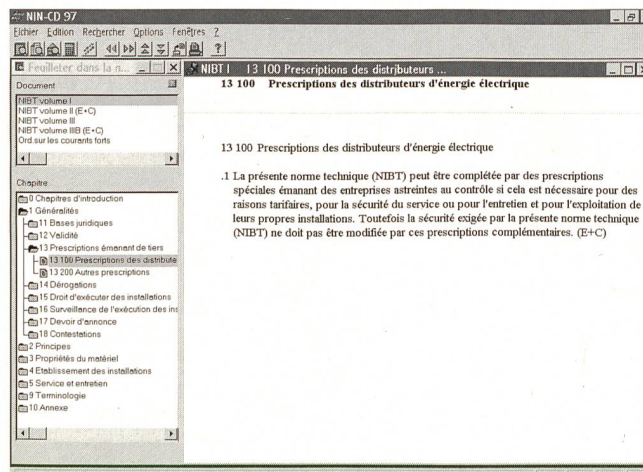 NIN-CD 97
Fichier Edition Rechercher Options Fenêtres ?
Feuilleter dans la n...
Document
NIBT volume I
NIBT volume II (E+C)
NIBT volume III
NIBT volume IIIB (E+C)
Ord.sur les courants forts
Chapitre
0 Chapitres d'introduction
1 Généralités
11 Bases juridiques
12 Validité
13 Prescriptions émanant de tiers
13 100 Prescriptions des distribute
13 200 Autres prescriptions
14 Dérogations
15 Droit d'exécuter des installations
16 Surveillance de l'exécution des ins
17 Devoir d'annonce
18 Contestations
2 Principes
3 Propriétés du matériel
4 Etablissement des installations
5 Service et entretien
9 Terminologie
10 Annexe
NIBT I 13 100 Prescriptions des distributeurs ...
13 100 Prescriptions des distributeurs d'énergie électrique
13 100 Prescriptions des distributeurs d'énergie électrique
.1 La présente norme technique (NIBT) peut être complétée par des prescriptions
spéciales émanant des entreprises astreintes au contrôle si cela est nécessaire pour des
raisons tarifaires, pour la sécurité du service ou pour l'entretien et pour l'exploitation de
leurs propres installations. Toutefois la sécurité exigée par la présente norme technique
(NIBT) ne doit pas être modifiée par ces prescriptions complémentaires. (E+C)